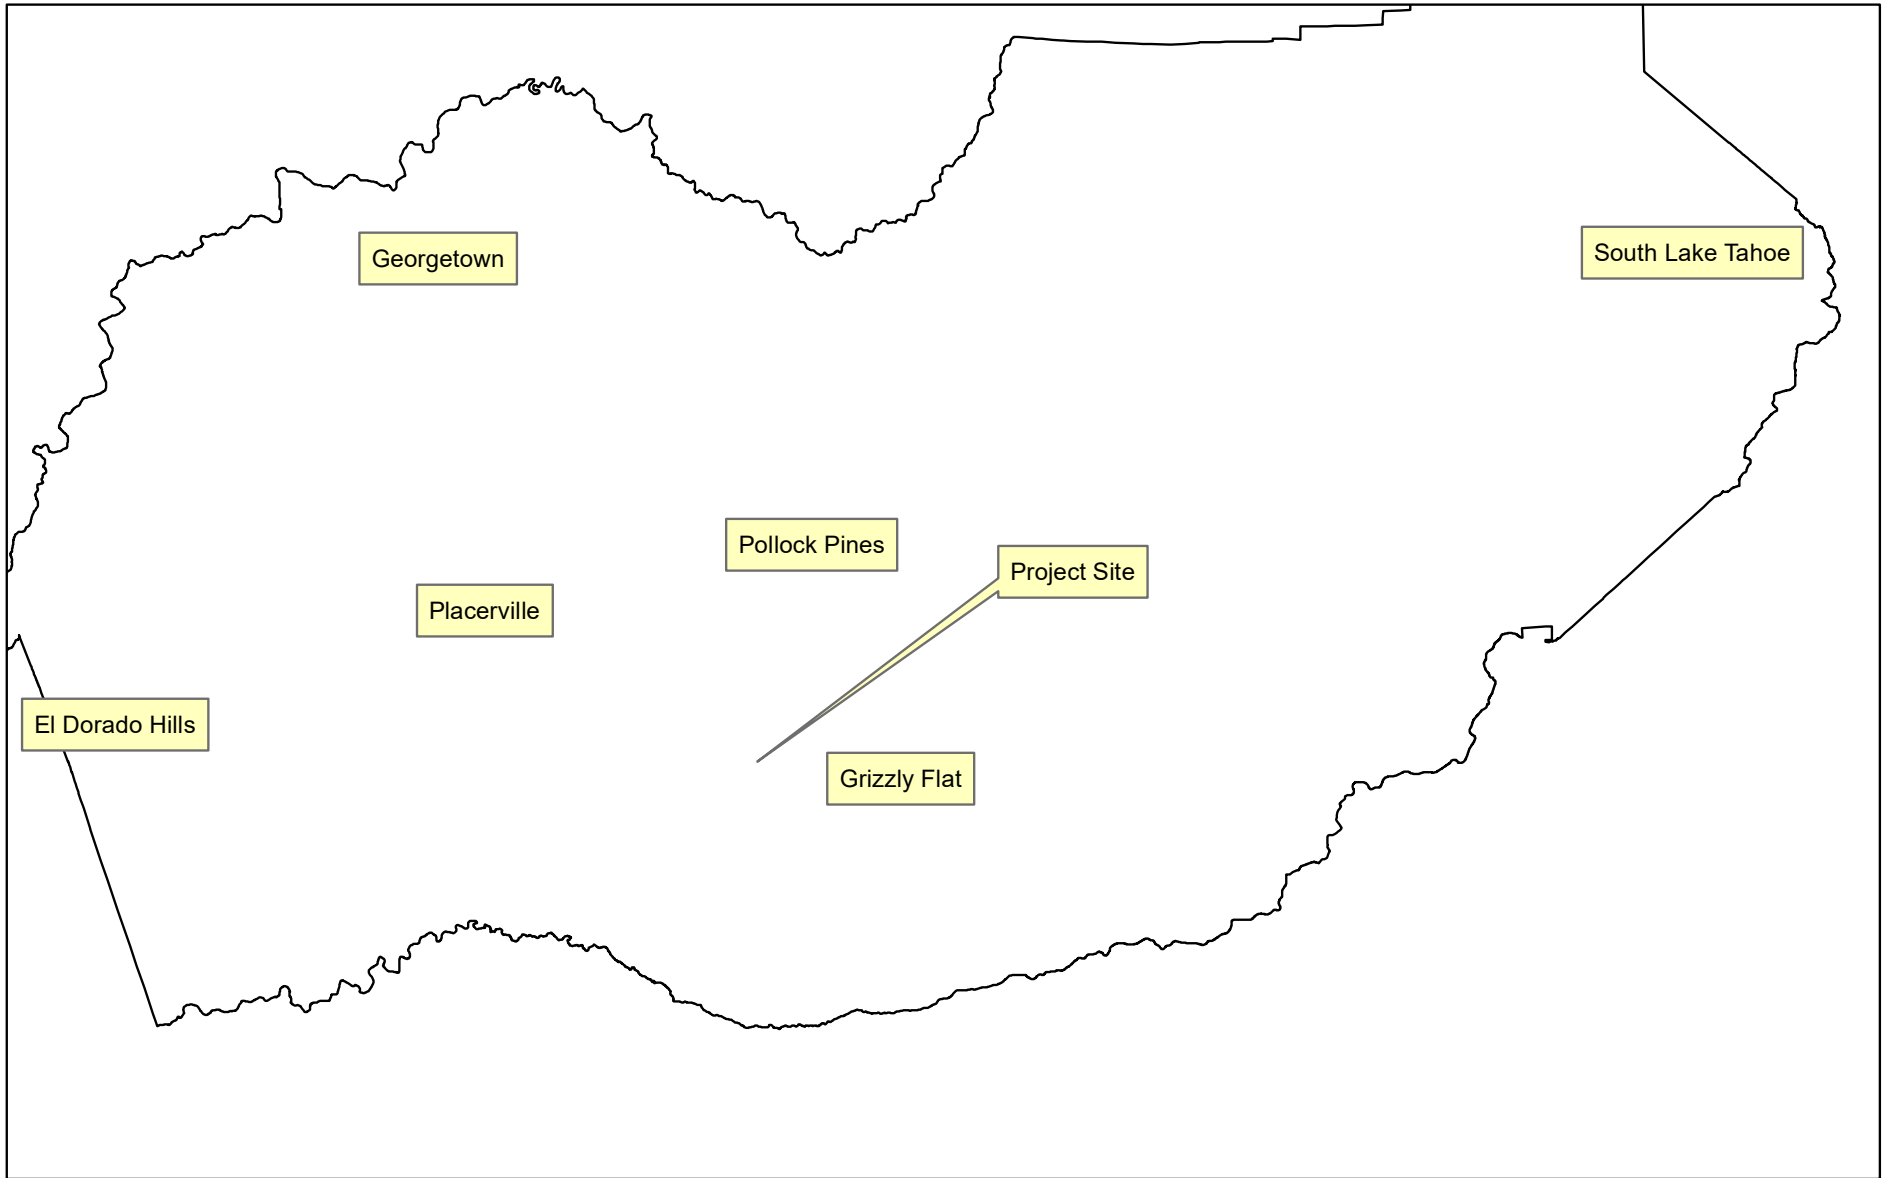 South Lake Tahoe
Georgetown
Pollock Pines
Project Site
Placerville
El Dorado Hills
Grizzly Flat